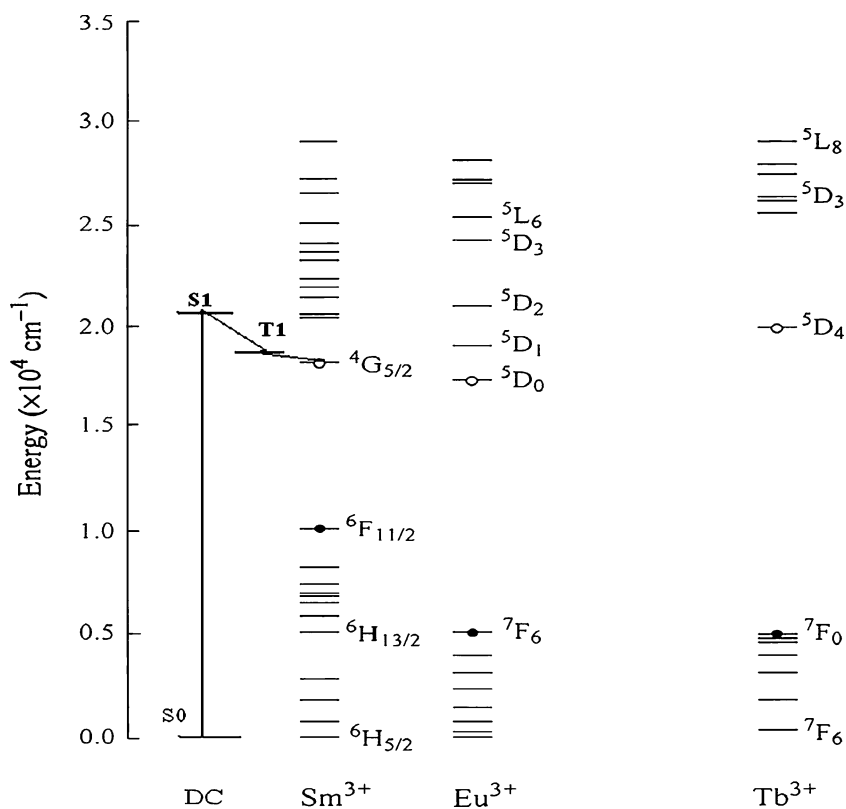 3.5
3.0
2.5
2.0
1.5
1.0
0.5
0.0
Energy (×10⁴ cm⁻¹)
S1
T1
S0
DC
⁴G₅/₂
⁶F₁₁/₂
⁶H₁₃/₂
⁶H₅/₂
Sm³⁺
⁵L₆
⁵D₃
⁵D₂
⁵D₁
⁵D₀
⁷F₆
Eu³⁺
⁵L₈
⁵D₃
⁵D₄
⁷F₀
⁷F₆
Tb³⁺